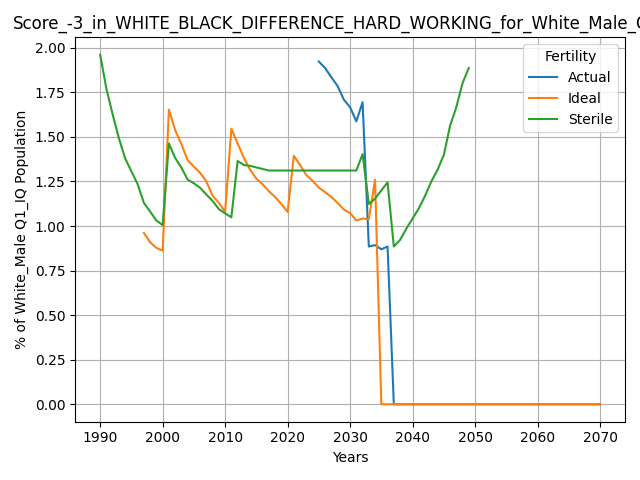 Score_-3_in_WHITE_BLACK_DIFFERENCE_HARD_WORKING_for_White_Male_
% of White_Male Q1_IQ Population
2.00
1.75
1.50
1.25
1.00
0.75
0.50
0.25
0.00
Fertility
Actual
Ideal
Sterile
1990
2000
2010
2020
2030
2040
2050
2060
2070
Years